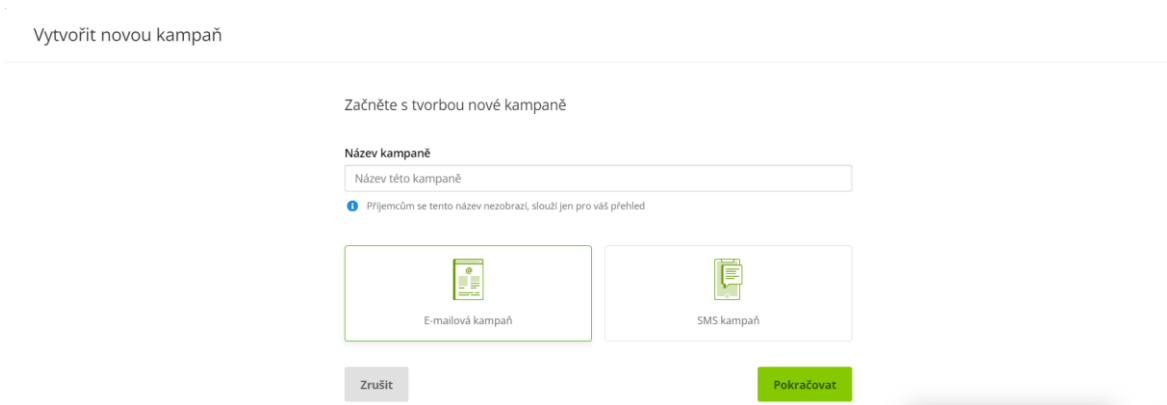 Vytvořit novou kampaň
Začněte s tvorbou nové kampaně
Název kampaně
Název této kampaně
Příjemcům se tento název nezobrazí, slouží jen pro váš přehled
E-mailová kampaň
SMS kampaň
Zrušit
Pokračovat